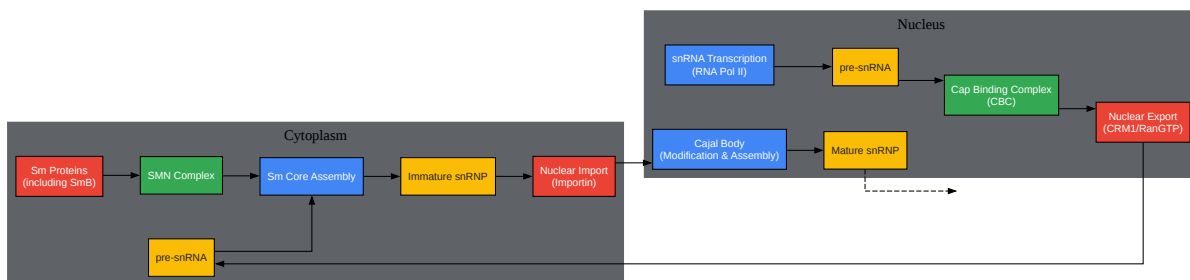 Nucleus
snRNA Transcription
(RNA Pol II)
pre-snRNA
Cap Binding Complex
(CBC)
Nuclear Export
(CRM1/RanGTP)
Cajal Body
(Modification & Assembly)
Mature snRNP
Cytoplasm
Sm Proteins
(including SmB)
SMN Complex
Sm Core Assembly
Immature snRNP
Nuclear Import
(Importin)
pre-snRNA